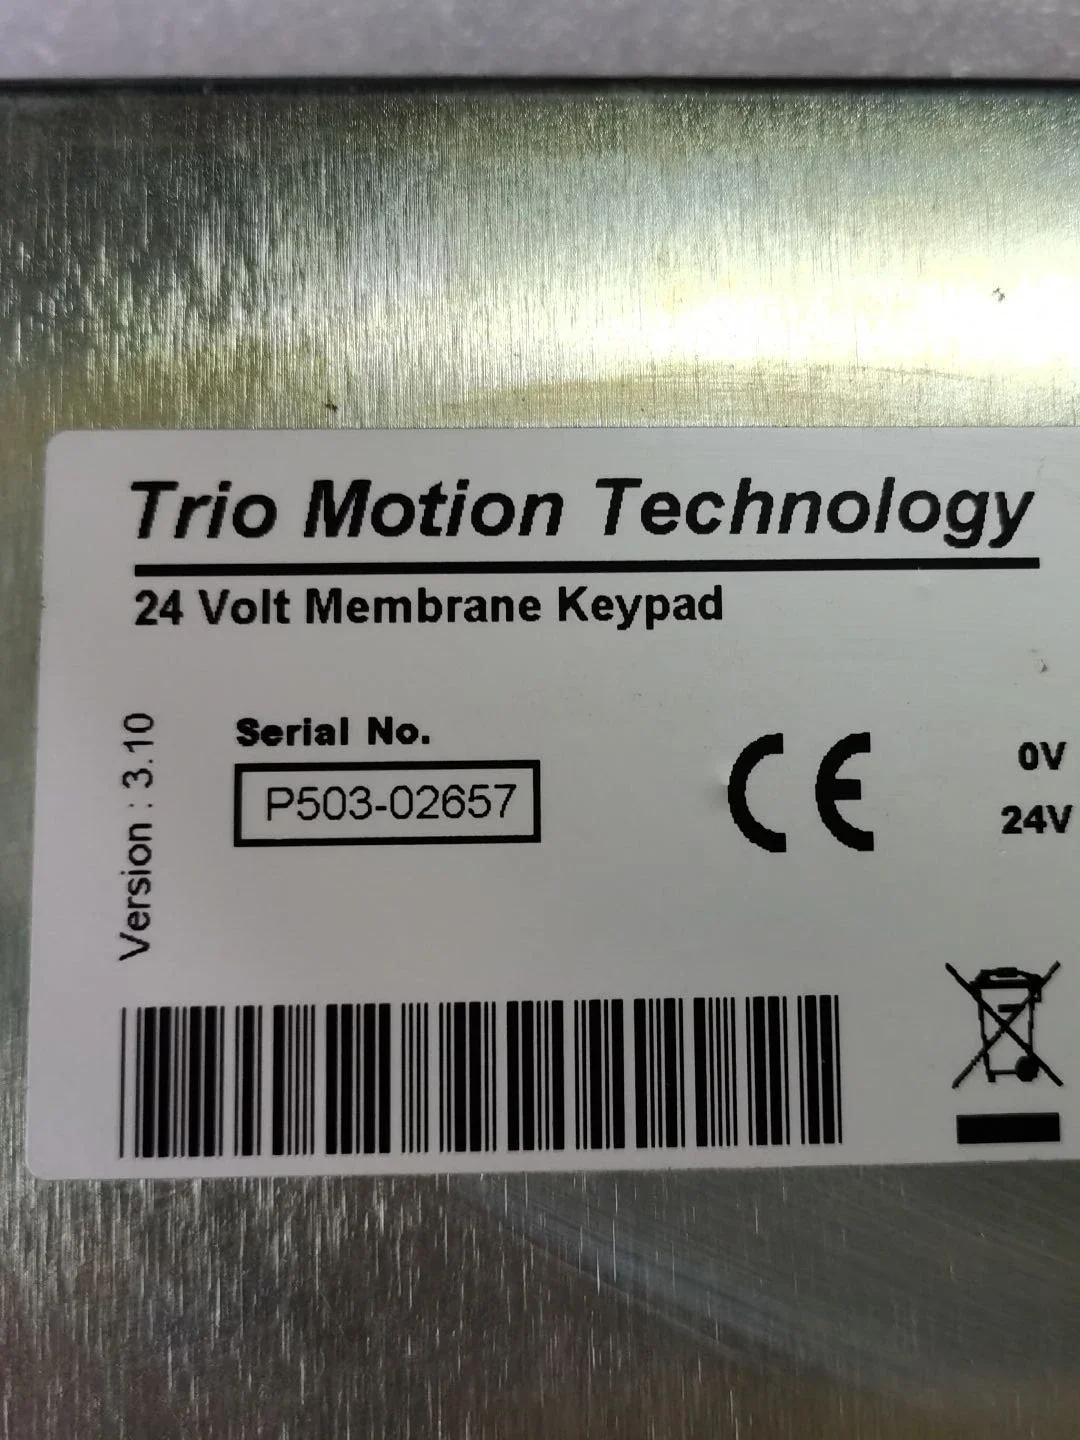 Trio Motion Technology
24 Volt Membrane Keypad
Version : 3.10
Serial No.
P503-02657
CE
0V
24V